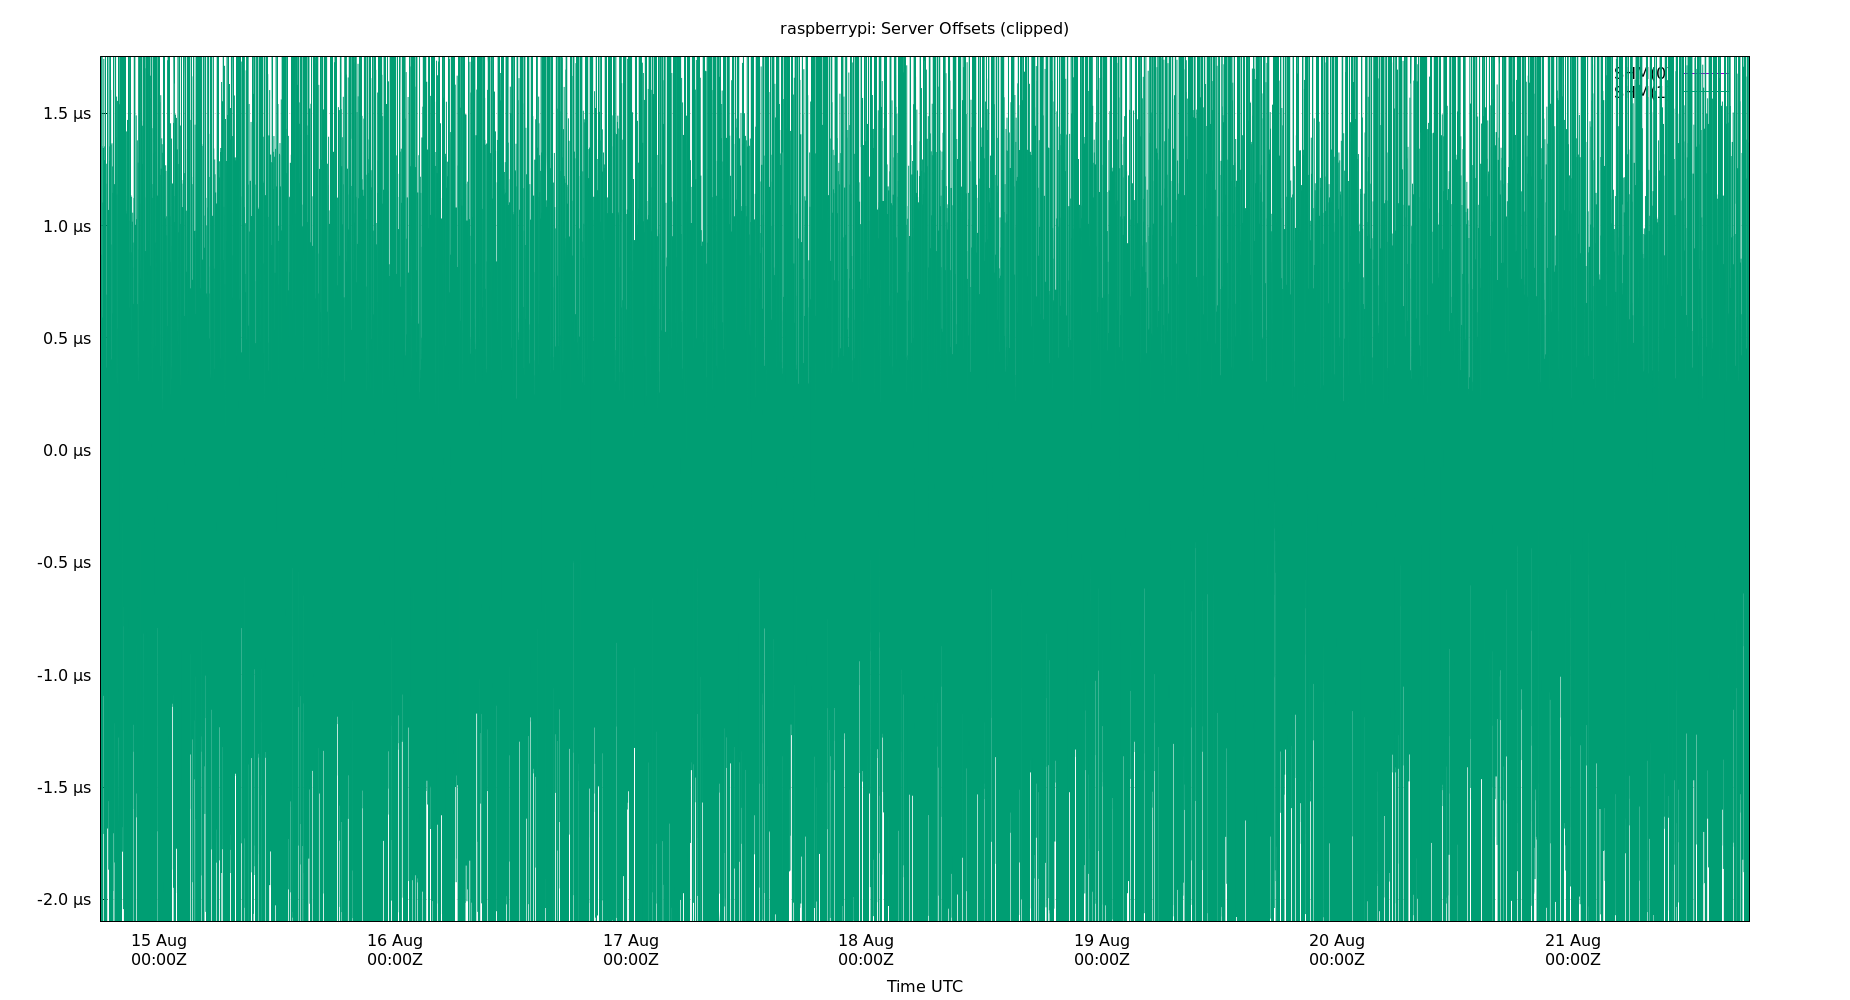 raspberrypi: Server Offsets (clipped)
1.5 µs
1.0 µs
0.5 µs
0.0 µs
-0.5 µs
-1.0 µs
-1.5 µs
-2.0 µs
15 Aug 16 Aug 17 Aug 18 Aug 19 Aug 20 Aug 21 Aug
00:00Z 00:00Z 00:00Z 00:00Z 00:00Z 00:00Z 00:00Z
Time UTC